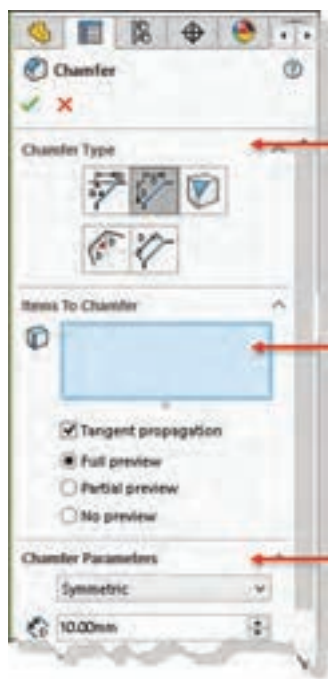 Chamfer
Chamfer Type
Items To Chamfer
Tangent propagation
Full preview
Partial preview
No preview
Chamfer Parameters
Symmetric
10.00mm